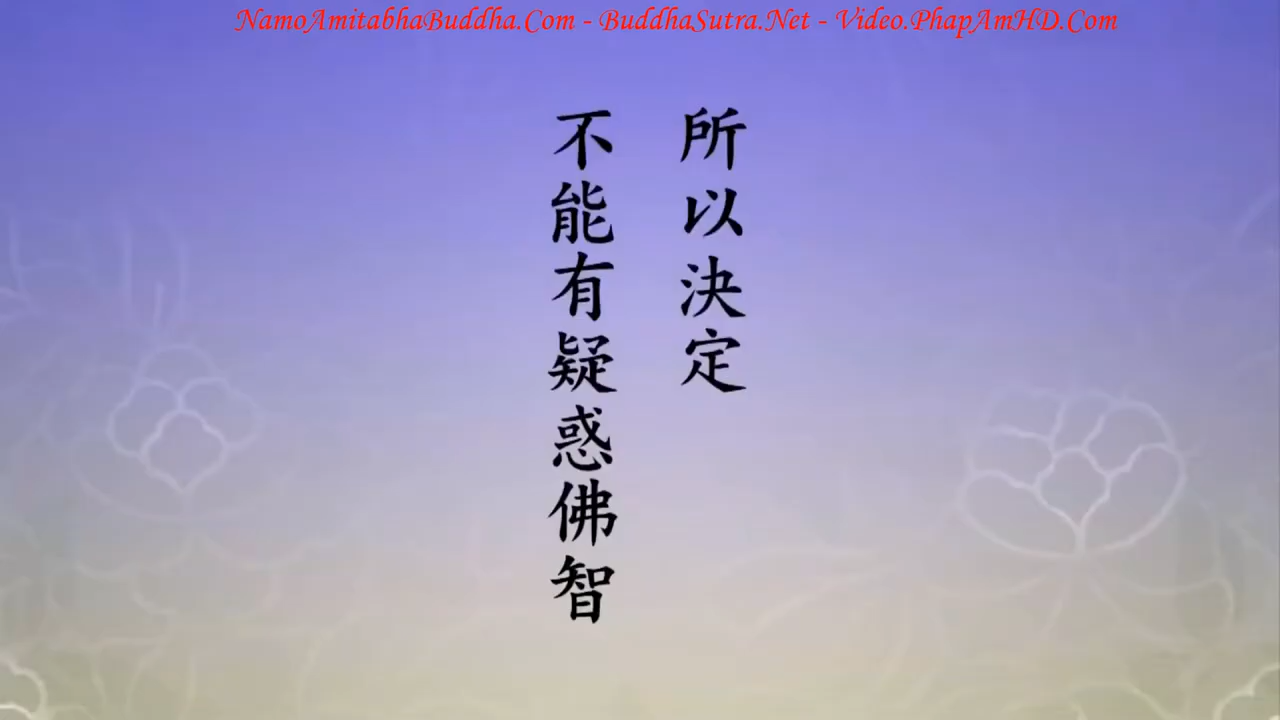 NamoAmitabhaBuddha.Com - BuddhaSutra.Net - Video.PhapAmHD.Com
所以決定
不能有疑惑佛智